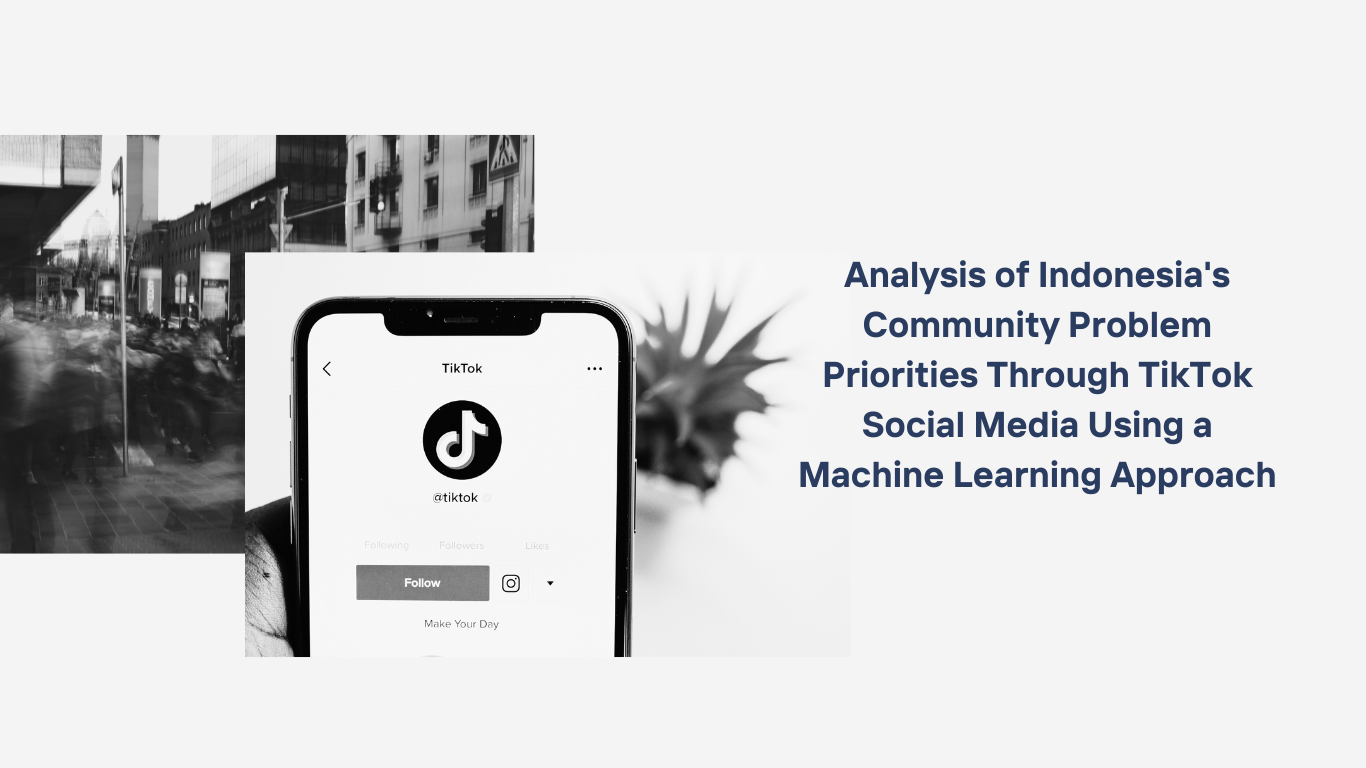 Analysis of Indonesia's
Community Problem
Priorities Through TikTok
Social Media Using a
Machine Learning Approach
TikTok
@tiktok
Following Followers Likes
Follow
Make Your Day